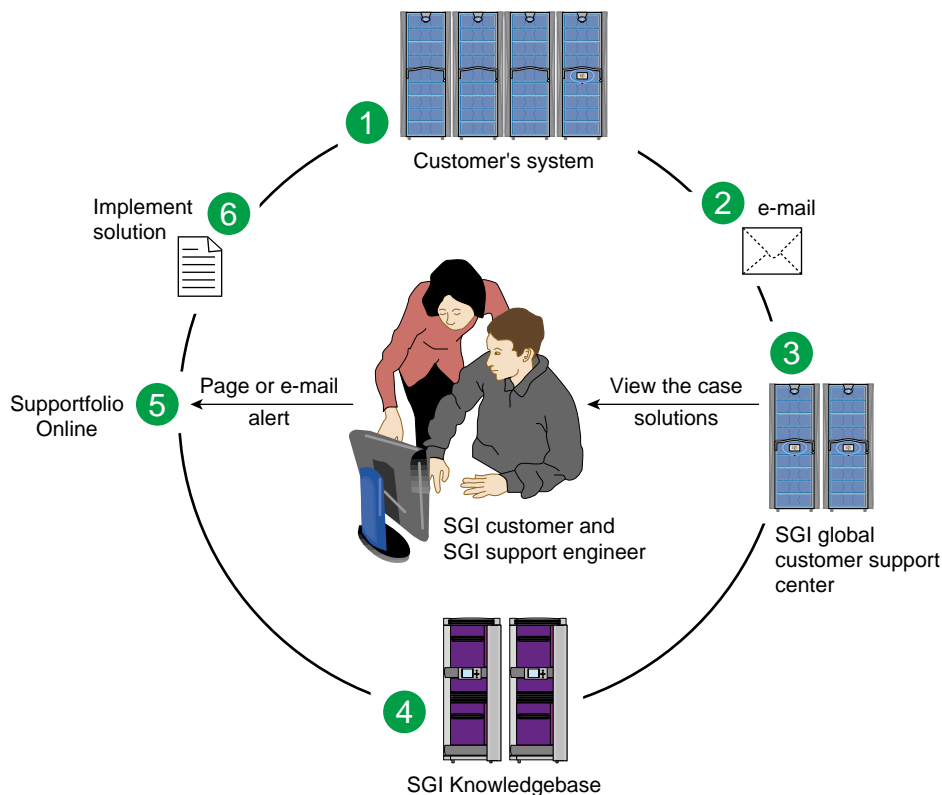 1
Customer's system
2
e-mail
3
SGI global
customer support
center
View the case
solutions
SGI customer and
SGI support engineer
4
SGI Knowledgebase
Page or e-mail
alert
5
Supportfolio
Online
6
Implement
solution